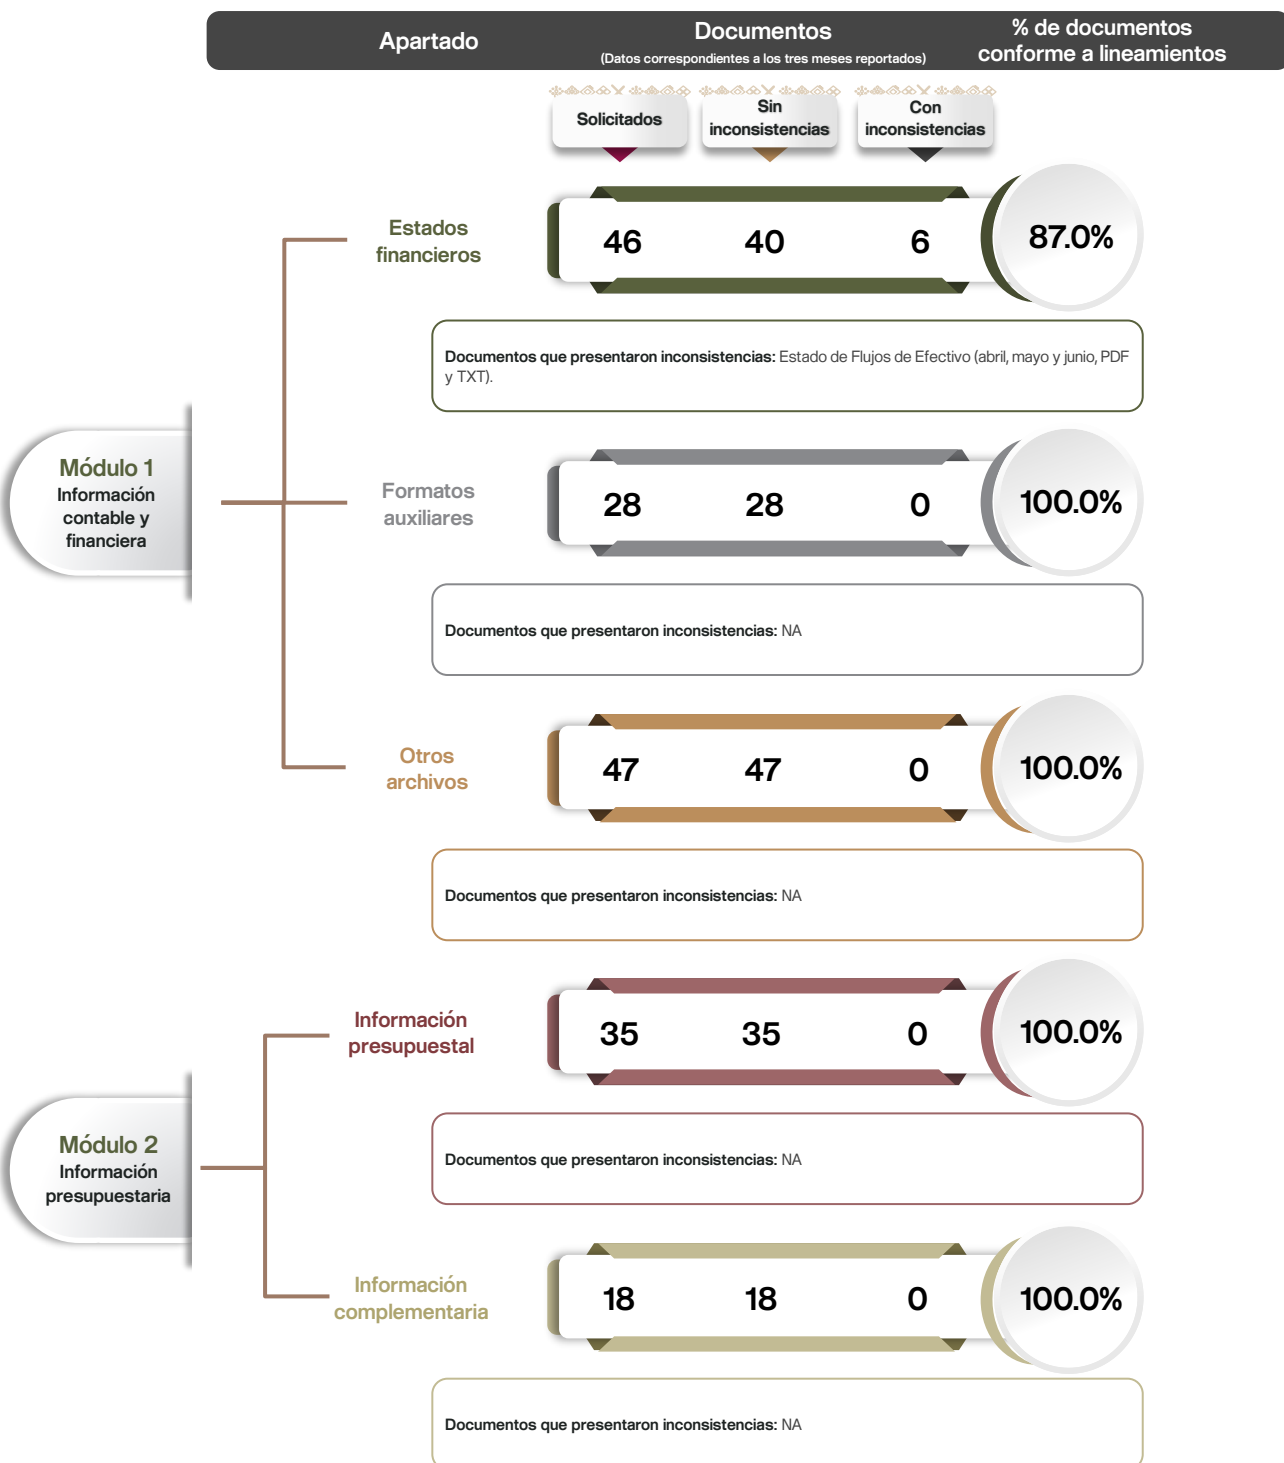 Apartado
Documentos
(Datos correspondientes a los tres meses reportados)
% de documentos
conforme a lineamientos
Solicitados
Sin
inconsistencias
Con
inconsistencias
Módulo 1
Información
contable y
financiera
Estados
financieros
46 40 6 87.0%
Documentos que presentaron inconsistencias: Estado de Flujos de Efectivo (abril, mayo y junio, PDF
y TXT).
Formatos
auxiliares
28 28 0 100.0%
Documentos que presentaron inconsistencias: NA
Otros
archivos
47 47 0 100.0%
Documentos que presentaron inconsistencias: NA
Módulo 2
Información
presupuestaria
Información
presupuestal
35 35 0 100.0%
Documentos que presentaron inconsistencias: NA
Información
complementaria
18 18 0 100.0%
Documentos que presentaron inconsistencias: NA